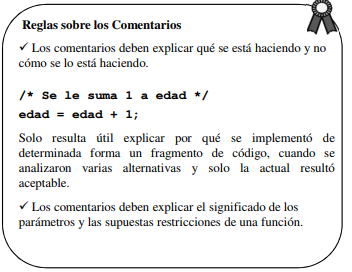 Reglas sobre los Comentarios
✓ Los comentarios deben explicar qué se está haciendo y no
cómo se lo está haciendo.
/* Se le suma 1 a edad */
edad = edad + 1;
Solo resulta útil explicar por qué se implementó de
determinada forma un fragmento de código, cuando se
analizaron varias alternativas y solo la actual resultó
aceptable.
✓ Los comentarios deben explicar el significado de los
parámetros y las supuestas restricciones de una función.